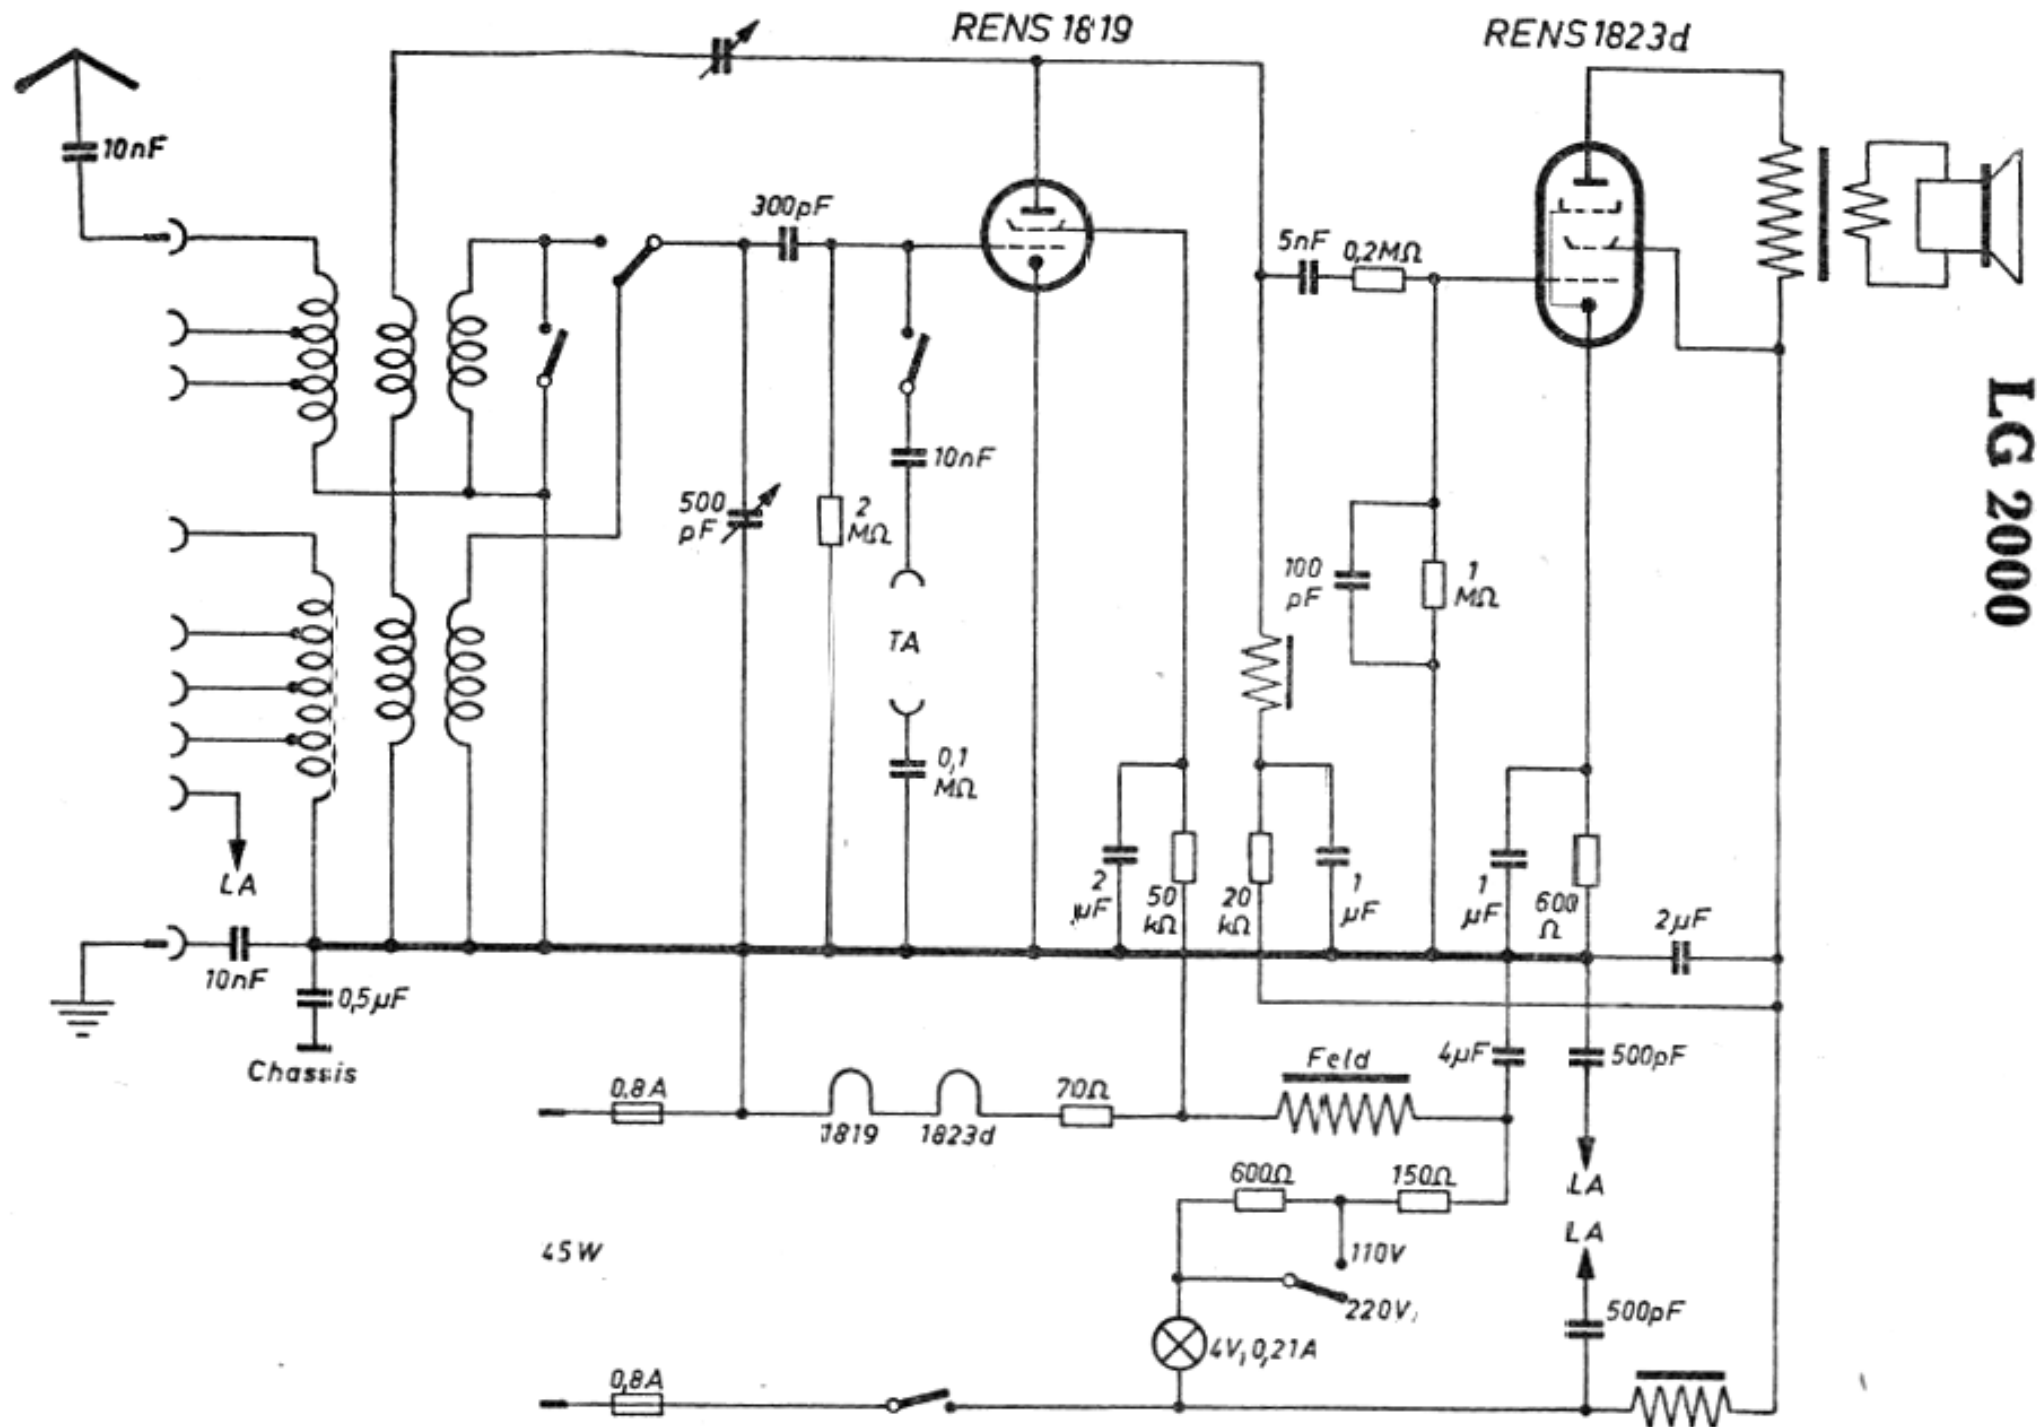 RENS 1819
RENS1823d
10nF
300pF
5nF
0,2MΩ
LG 2000
10nF
500
pF
2
MΩ
100
pF
1
MΩ
TA
0,1
MΩ
LA
2
µF
50
kΩ
20
kΩ
1
µF
1
µF
600
Ω
2µF
10nF
0,5µF
Chassis
0,8A
1819
1823d
70Ω
Feld
4µF
500pF
600Ω
150Ω
LA
LA
45W
110V
220V
500pF
4V, 0,21A
0,8A